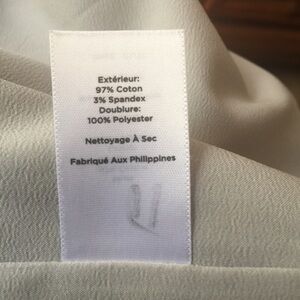 Extérieur:
97% Coton
3% Spandex
Doublure:
100% Polyester
Nettoyage À Sec
Fabriqué Aux Philippines